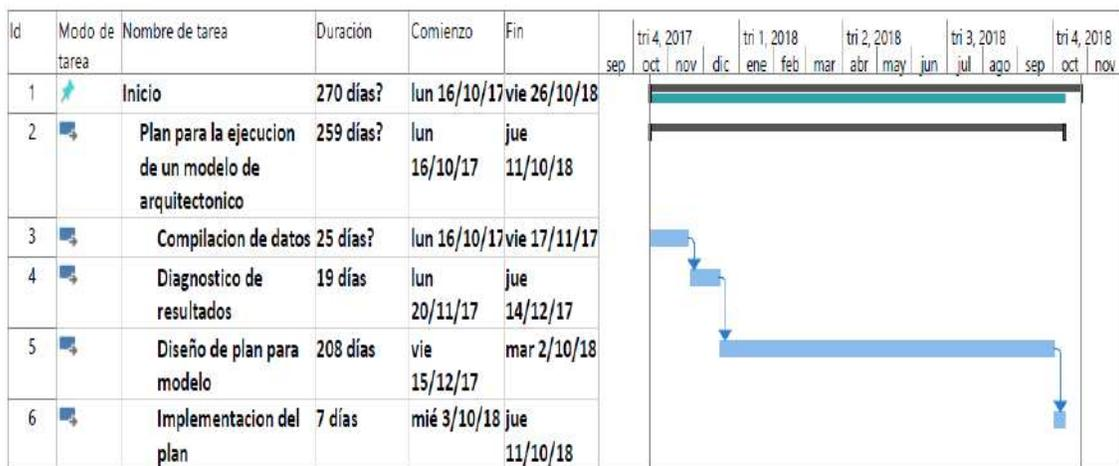 Id Modo de tarea Nombre de tarea Duración Comienzo Fin
tri 4, 2017 tri 1, 2018 tri 2, 2018 tri 3, 2018 tri 4, 2018
sep oct nov dic ene feb mar abr may jun jul ago sep oct nov
1 Inicio 270 días? lun 16/10/17 vie 26/10/18
2 Plan para la ejecucion de un modelo de arquitectonico 259 días? lun 16/10/17 jue 11/10/18
3 Compilacion de datos 25 días? lun 16/10/17 vie 17/11/17
4 Diagnostico de resultados 19 días lun 20/11/17 jue 14/12/17
5 Diseño de plan para modelo 208 días vie 15/12/17 mar 2/10/18
6 Implementacion del plan 7 días mié 3/10/18 jue 11/10/18